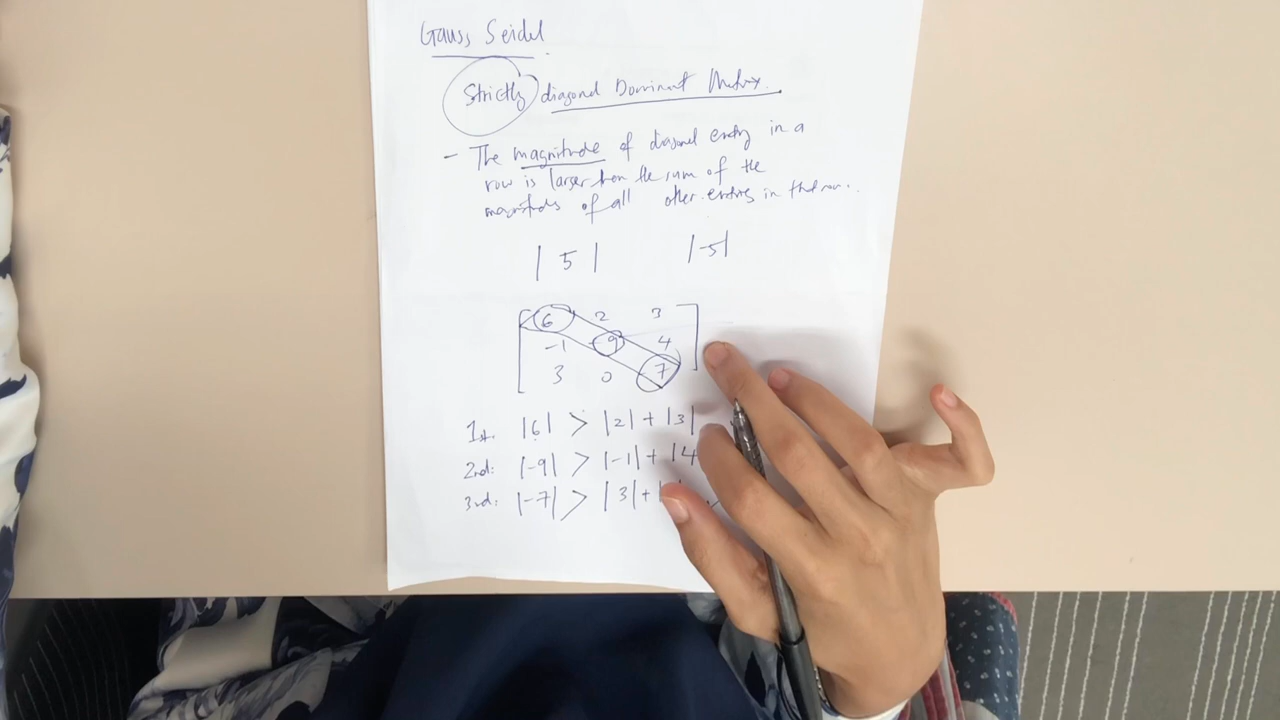 Gauss Seidel
Strictly diagonal Dominant Matrix.
- The magnitude of diagonal entry in a
row is larger than the sum of the
magnitude of all other entries in that row.
|5| |-5|
6 2 3
-1 -9 4
3 0 -7
1st. |6| > |2| + |3|
2nd: |-9| > |-1| + |4
3rd: |-7| > |3| + |